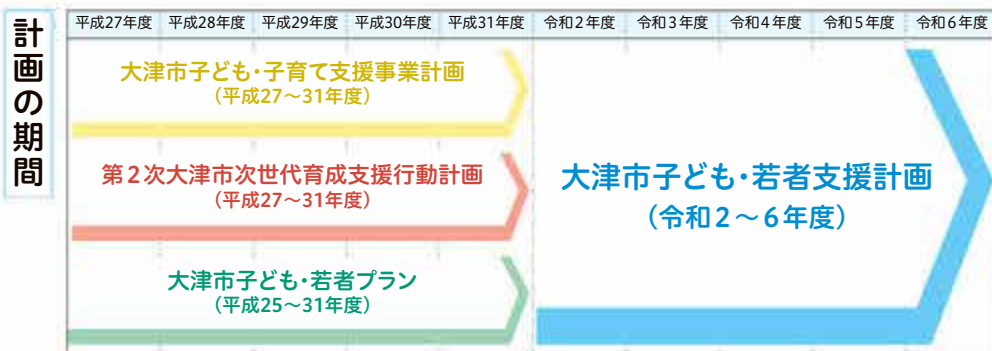 計画の期間
平成27年度 平成28年度 平成29年度 平成30年度 平成31年度 令和2年度 令和3年度 令和4年度 令和5年度 令和6年度
大津市子ども・子育て支援事業計画
（平成27～31年度）
第2次大津市次世代育成支援行動計画
（平成27～31年度）
大津市子ども・若者プラン
（平成25～31年度）
大津市子ども・若者支援計画
（令和2～6年度）